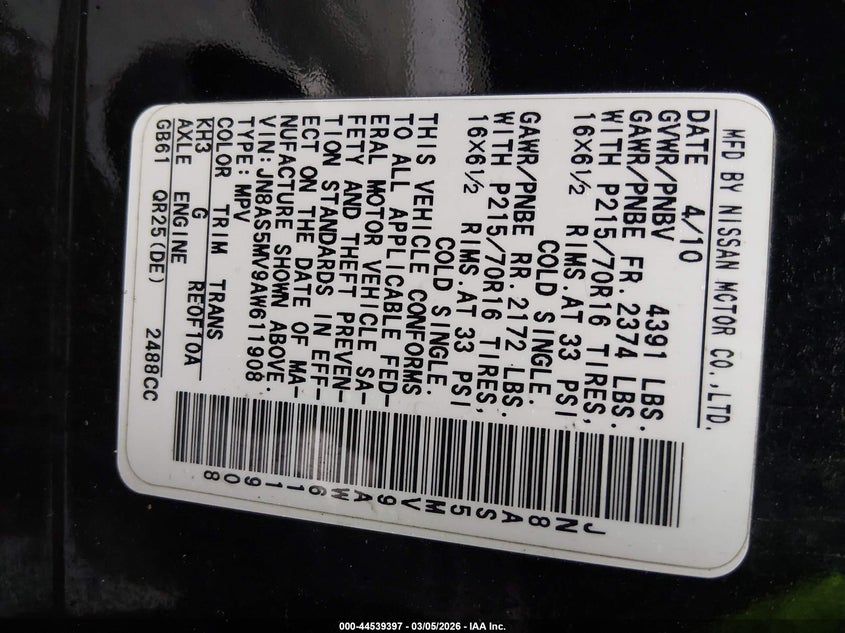 MFD BY NISSAN MOTOR CO.,LTD.
DATE 4/10
GVWR/PNBV 4391 LBS.
GAWR/PNBE FR. 2374 LBS.
WITH P215/70R16 TIRES,
16X6½ RIMS.AT 33 PSI
COLD SINGLE.
GAWR/PNBE RR. 2172 LBS.
WITH P215/70R16 TIRES,
16X6½ RIMS.AT 33 PSI
COLD SINGLE.
THIS VEHICLE CONFORMS
TO ALL APPLICABLE FED-
ERAL MOTOR VEHICLE SA-
FETY AND THEFT PREVEN-
TION STANDARDS IN EFF-
ECT ON THE DATE OF MA-
NUFACTURE SHOWN ABOVE.
VIN:JN8AS5MV9AW611908
TYPE:MPV
COLOR TRIM TRANS
KH3 G RE0F10A
AXLE ENGINE
GB61 QR25(DE) 2488CC
JN8AS5MV9AW611908
000-44539397 - 03/05/2026 - IAA Inc.